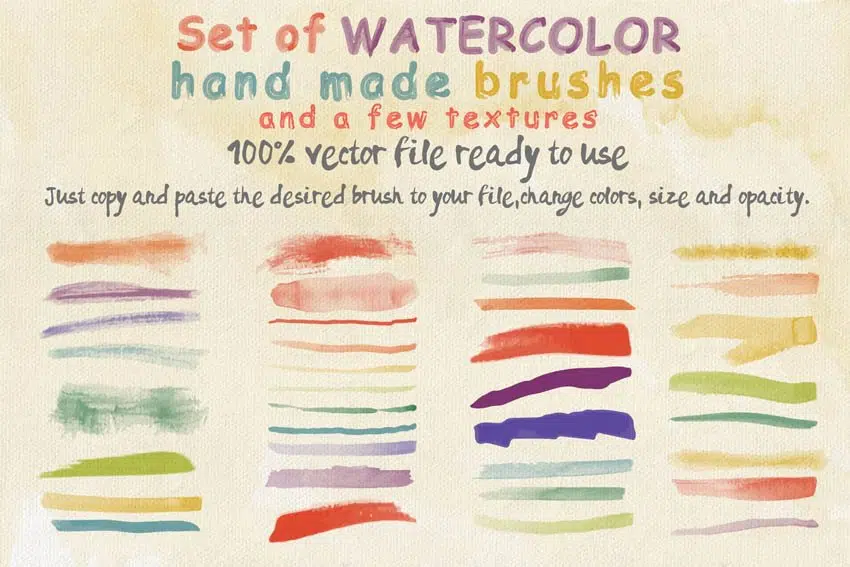 Set of WATERCOLOR
hand made brushes
and a few textures
100% vector file ready to use
Just copy and paste the desired brush to your file,change colors, size and opacity.